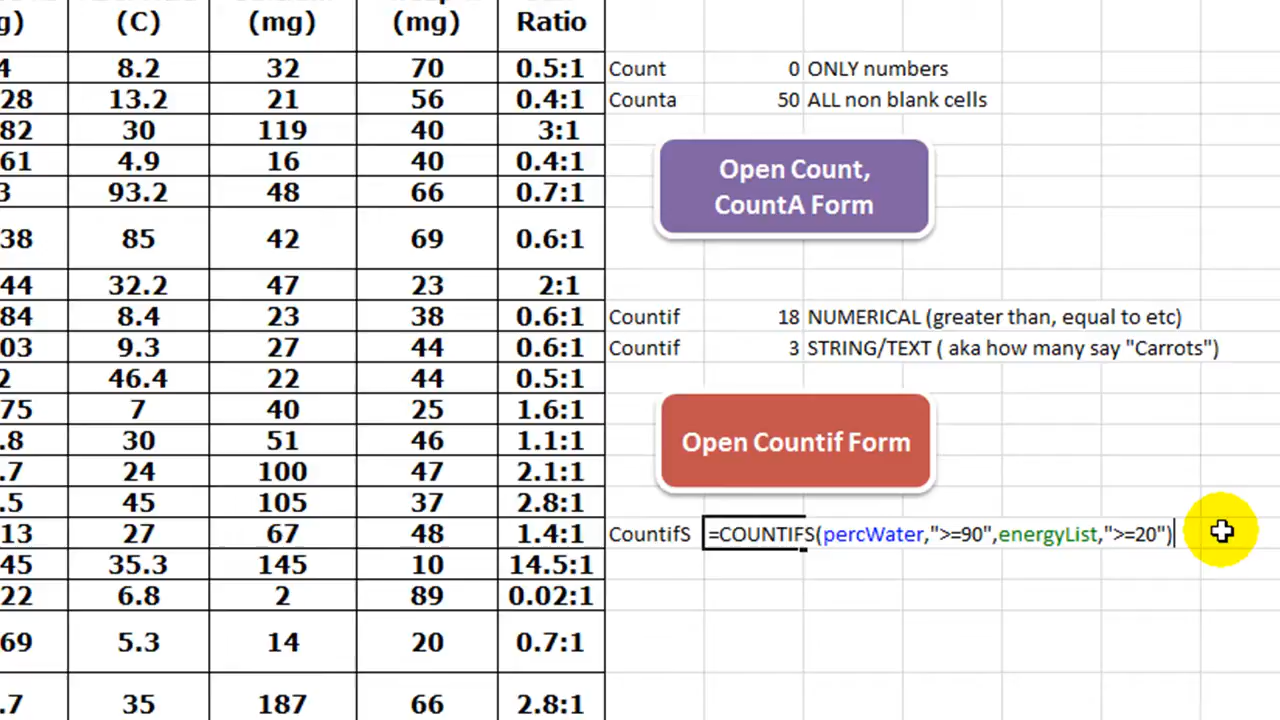 g) (C) (mg) (mg) Ratio
4 8.2 32 70 0.5:1 Count 0 ONLY numbers
28 13.2 21 56 0.4:1 Counta 50 ALL non blank cells
82 30 119 40 3:1
61 4.9 16 40 0.4:1
3 93.2 48 66 0.7:1
Open Count,
CountA Form
38 85 42 69 0.6:1
44 32.2 47 23 2:1
84 8.4 23 38 0.6:1 Countif 18 NUMERICAL (greater than, equal to etc)
03 9.3 27 44 0.6:1 Countif 3 STRING/TEXT ( aka how many say "Carrots")
2 46.4 22 44 0.5:1
75 7 40 25 1.6:1
.8 30 51 46 1.1:1
Open Countif Form
.7 24 100 47 2.1:1
.5 45 105 37 2.8:1
13 27 67 48 1.4:1 CountifS =COUNTIFS(percWater,">=90",energyList,">=20")
45 35.3 145 10 14.5:1
22 6.8 2 89 0.02:1
69 5.3 14 20 0.7:1
.7 35 187 66 2.8:1